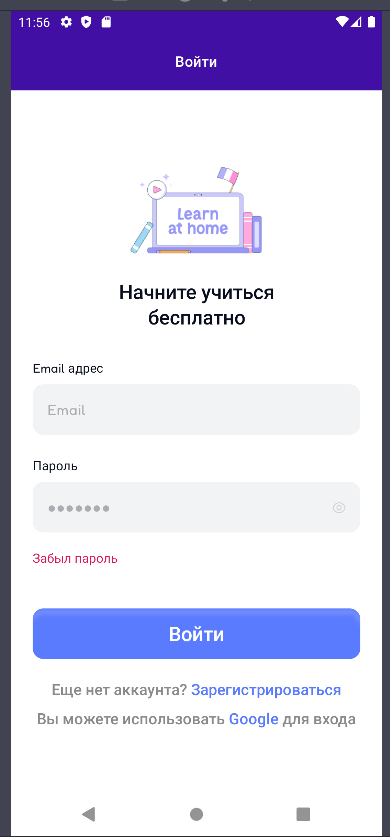 11:56
Войти
Learn
at home
Начните учиться
бесплатно
Email адрес
Email
Пароль
•••••••
Забыл пароль
Войти
Еще нет аккаунта? Зарегистрироваться
Вы можете использовать Google для входа